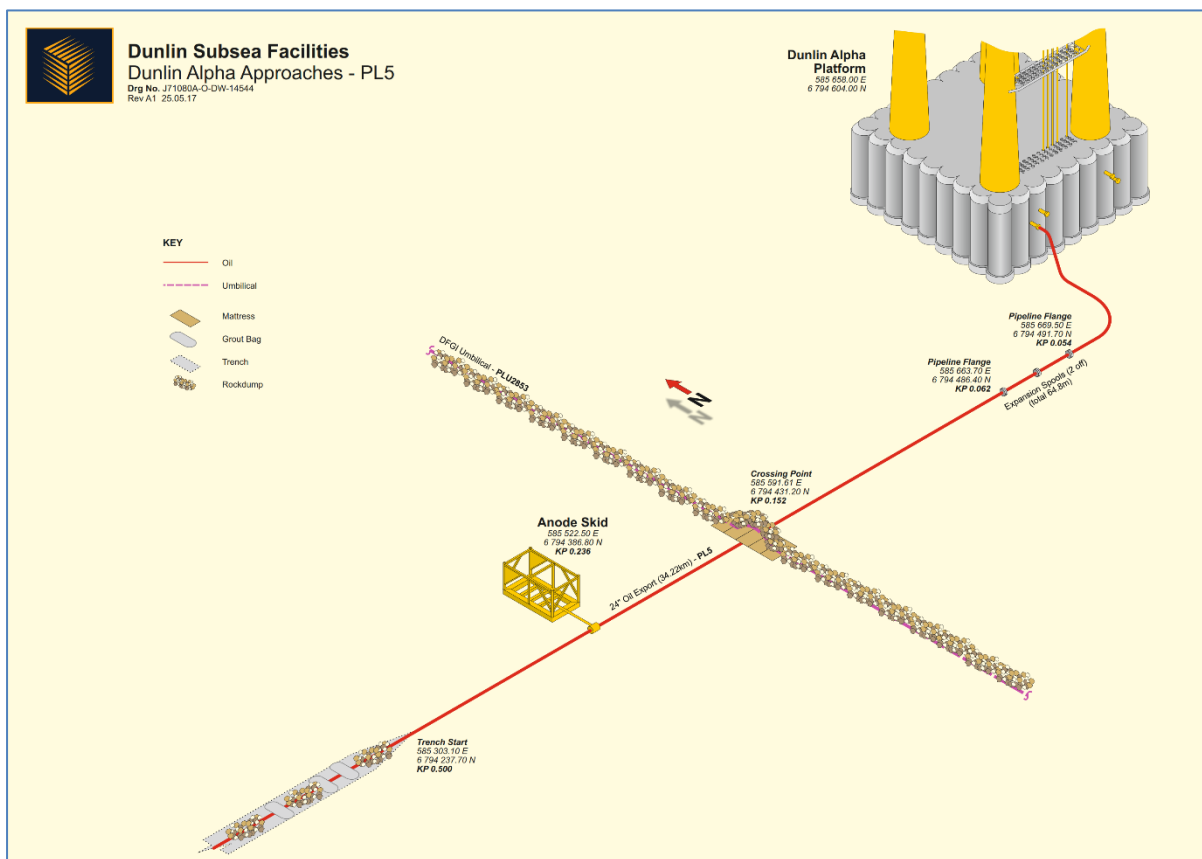 Dunlin Subsea Facilities
Dunlin Alpha Approaches - PL5
Drg No. J71080A-O-DW-14544
Rev A1 25.05.17
Dunlin Alpha
Platform
585 658.00 E
6 794 604.00 N
KEY
Oil
Umbilical
Mattress
Grout Bag
Trench
Rockdump
Pipeline Flange
585 669.50 E
6 794 491.70 N
KP 0.054
Pipeline Flange
585 663.70 E
6 794 486.40 N
KP 0.062
Expansion Spools (2 off)
(total 64.8m)
DFGI Umbilical - PLU2853
N
N
Crossing Point
585 591.61 E
6 794 431.20 N
KP 0.152
Anode Skid
585 522.50 E
6 794 386.80 N
KP 0.236
24" Oil Export (34.22km) - PL5
Trench Start
585 303.10 E
6 794 237.70 N
KP 0.500